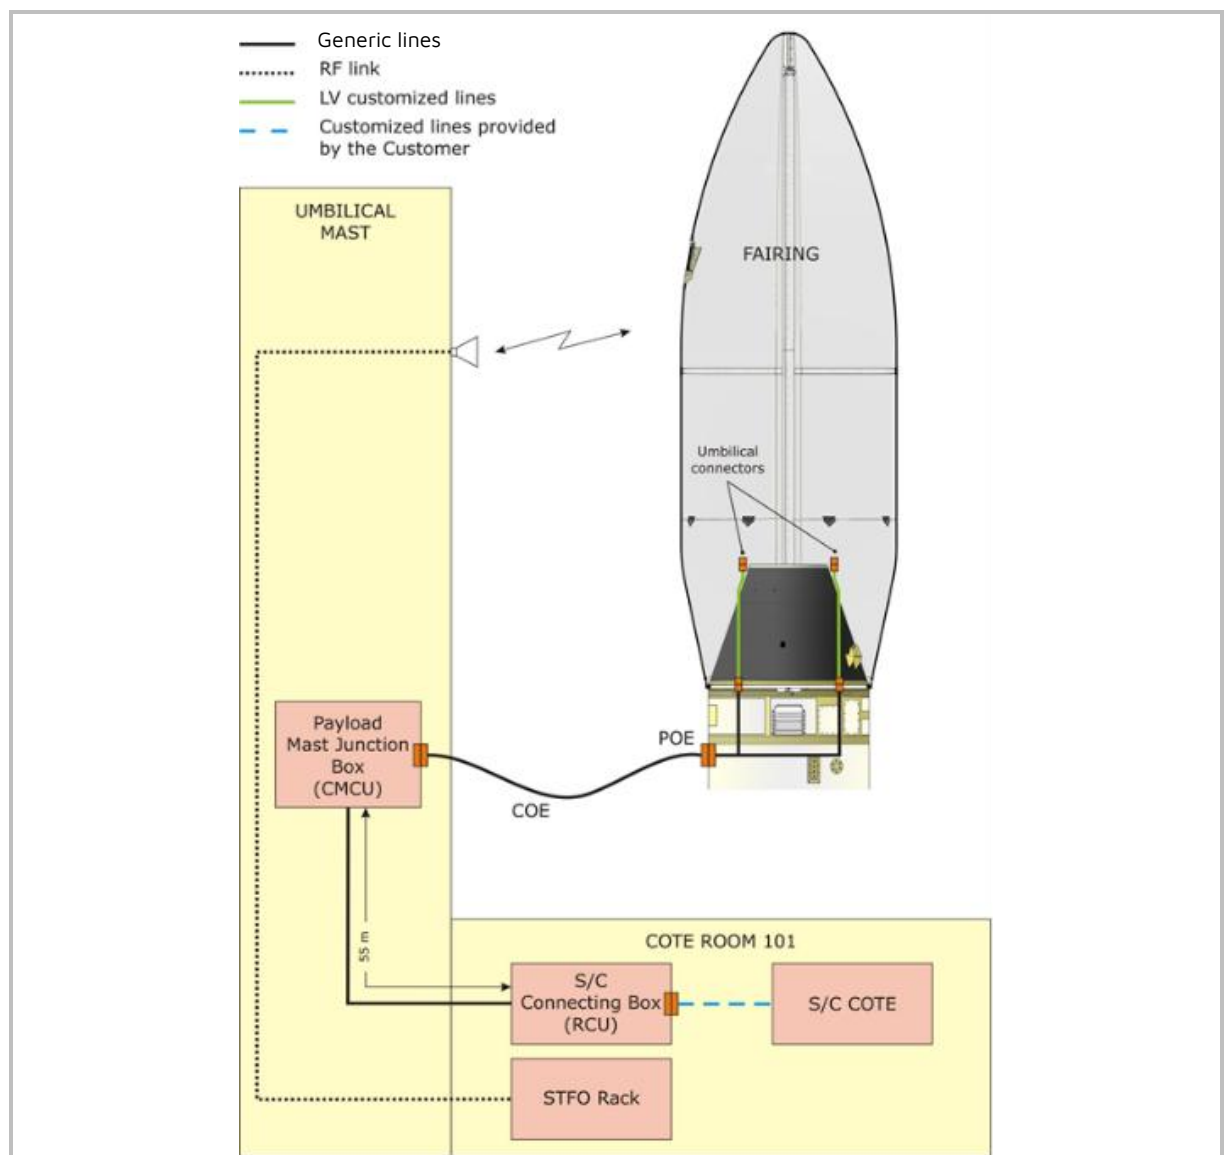 Generic lines
RF link
LV customized lines
Customized lines provided
by the Customer
UMBILICAL
MAST
FAIRING
Umbilical
connectors
Payload
Mast Junction
Box
(CMCU)
POE
COE
55 m
COTE ROOM 101
S/C
Connecting Box
(RCU)
S/C COTE
STFO Rack